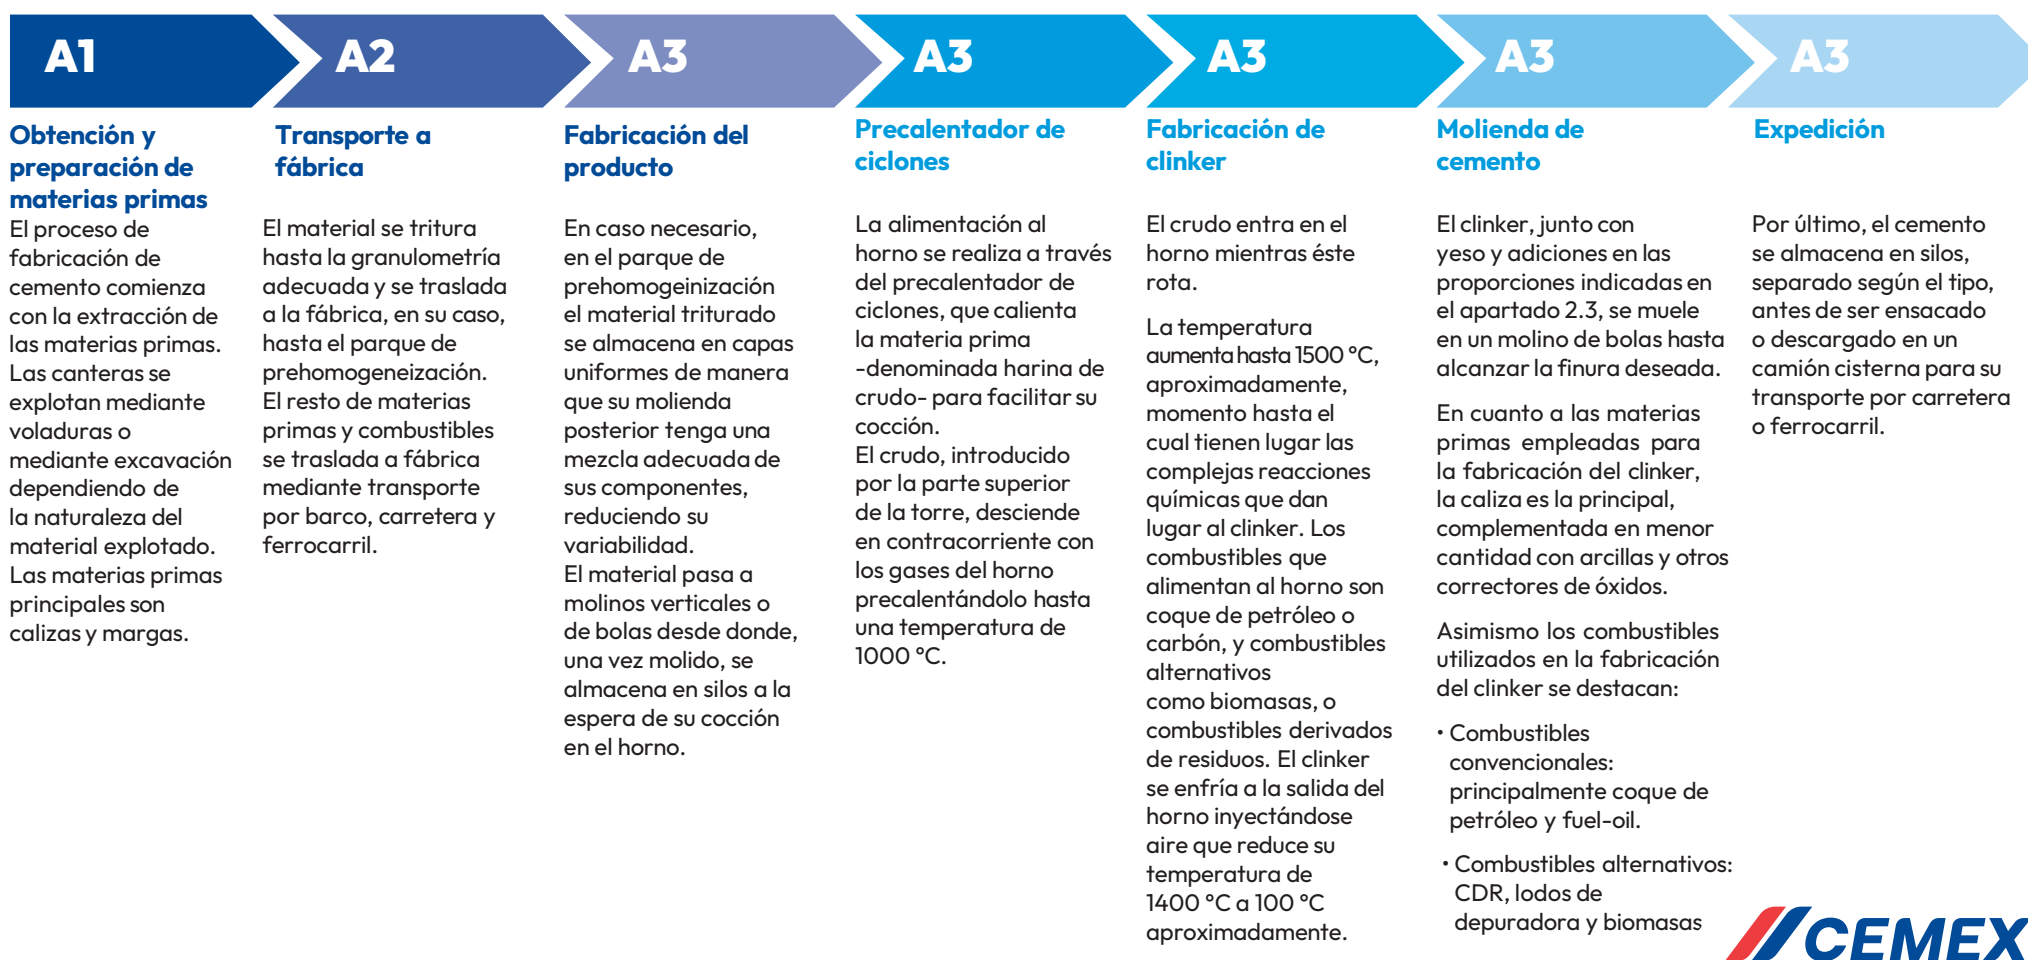 A1
Obtención y
preparación de
materias primas
El proceso de
fabricación de
cemento comienza
con la extracción de
las materias primas.
Las canteras se
explotan mediante
voladuras o
mediante excavación
dependiendo de
la naturaleza del
material explotado.
Las materias primas
principales son
calizas y margas.
A2
Transporte a
fábrica
El material se tritura
hasta la granulometría
adecuada y se traslada
a la fábrica, en su caso,
hasta el parque de
prehomogeneización.
El resto de materias
primas y combustibles
se traslada a fábrica
mediante transporte
por barco, carretera y
ferrocarril.
A3
Fabricación del
producto
En caso necesario,
en el parque de
prehomogeinización
el material triturado
se almacena en capas
uniformes de manera
que su molienda
posterior tenga una
mezcla adecuada de
sus componentes,
reduciendo su
variabilidad.
El material pasa a
molinos verticales o
de bolas desde donde,
una vez molido, se
almacena en silos a la
espera de su cocción
en el horno.
A3
Precalentador de
ciclones
La alimentación al
horno se realiza a través
del precalentador de
ciclones, que calienta
la materia prima
-denominada harina de
crudo- para facilitar su
cocción.
El crudo, introducido
por la parte superior
de la torre, desciende
en contracorriente con
los gases del horno
precalentándolo hasta
una temperatura de
1000 °C.
A3
Fabricación de
clinker
El crudo entra en el
horno mientras éste
rota.
La temperatura
aumenta hasta 1500 °C,
aproximadamente,
momento hasta el
cual tienen lugar las
complejas reacciones
químicas que dan
lugar al clinker. Los
combustibles que
alimentan al horno son
coque de petróleo o
carbón, y combustibles
alternativos
como biomasas, o
combustibles derivados
de residuos. El clinker
se enfría a la salida del
horno inyectándose
aire que reduce su
temperatura de
1400 °C a 100 °C
aproximadamente.
A3
Molienda de
cemento
El clinker, junto con
yeso y adiciones en las
proporciones indicadas en
el apartado 2.3, se muele
en un molino de bolas hasta
alcanzar la finura deseada.
En cuanto a las materias
primas empleadas para
la fabricación del clinker,
la caliza es la principal,
complementada en menor
cantidad con arcillas y otros
correctores de óxidos.
Asimismo los combustibles
utilizados en la fabricación
del clinker se destacan:
• Combustibles
convencionales:
principalmente coque de
petróleo y fuel-oil.
• Combustibles alternativos:
CDR, lodos de
depuradora y biomasas
A3
Expedición
Por último, el cemento
se almacena en silos,
separado según el tipo,
antes de ser ensacado
o descargado en un
camión cisterna para su
transporte por carretera
o ferrocarril.
CEMEX